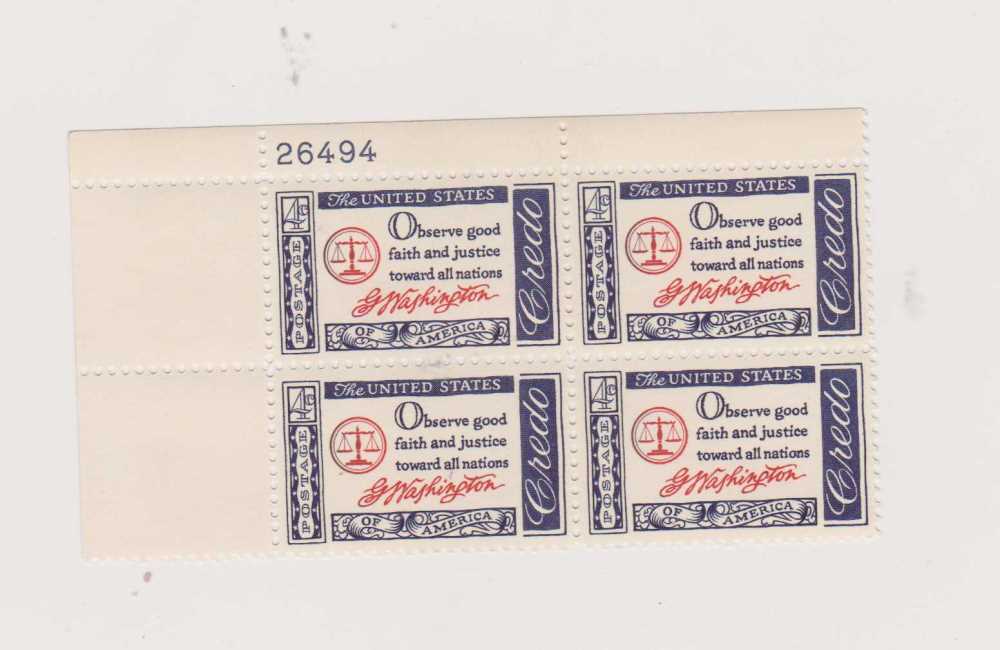 26494
The UNITED STATES
4¢
POSTAGE
Observe good
faith and justice
toward all nations
G Washington
OF AMERICA
Credo
The UNITED STATES
4¢
POSTAGE
Observe good
faith and justice
toward all nations
G Washington
OF AMERICA
Credo
The UNITED STATES
4¢
POSTAGE
Observe good
faith and justice
toward all nations
G Washington
OF AMERICA
Credo
The UNITED STATES
4¢
POSTAGE
Observe good
faith and justice
toward all nations
G Washington
OF AMERICA
Credo